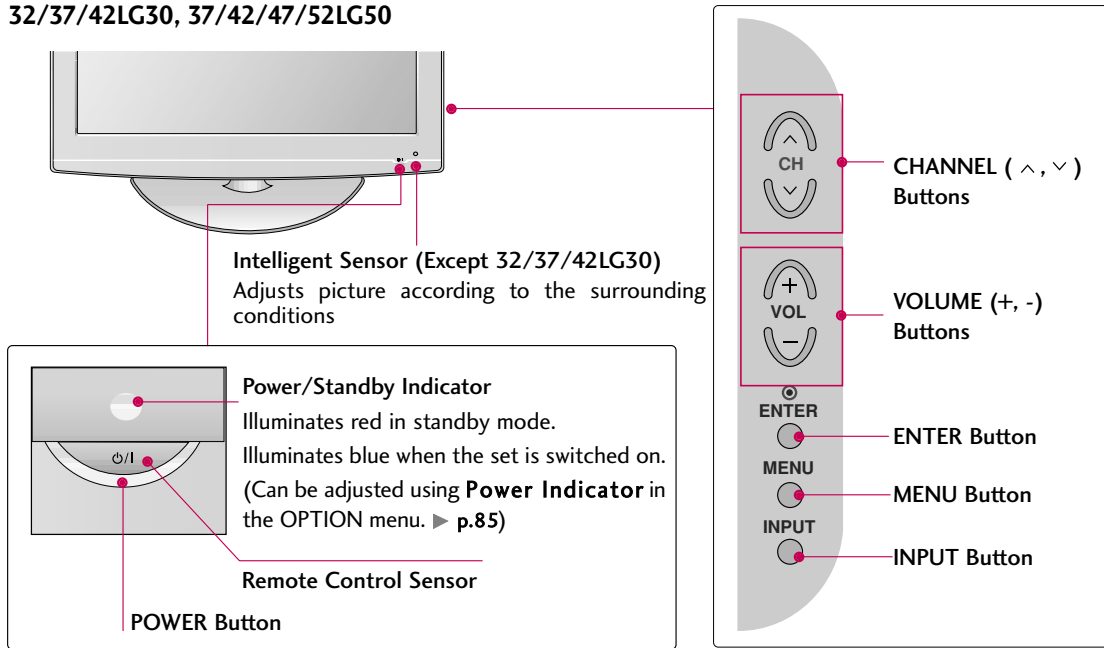 32/37/42LG30, 37/42/47/52LG50
Intelligent Sensor (Except 32/37/42LG30)
Adjusts picture according to the surrounding
conditions
Power/Standby Indicator
Illuminates red in standby mode.
Illuminates blue when the set is switched on.
(Can be adjusted using Power Indicator in
the OPTION menu. ▶ p.85)
⏻/I
Remote Control Sensor
POWER Button
CH
CHANNEL ( ∧, ∨ )
Buttons
+
VOL
-
VOLUME (+, -)
Buttons
ENTER
ENTER Button
MENU
MENU Button
INPUT
INPUT Button